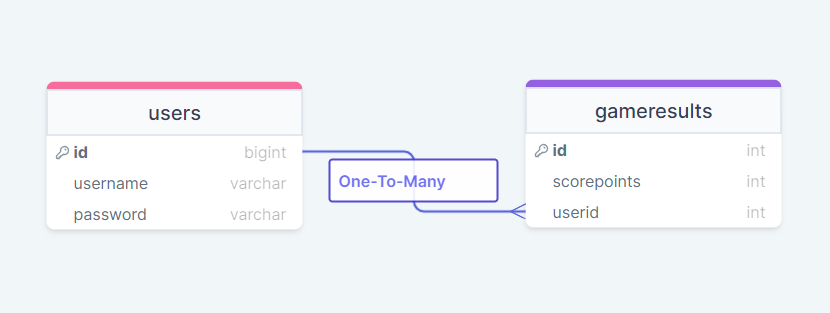 users
id bigint
username varchar
password varchar
One-To-Many
gameresults
id int
scorepoints int
userid int